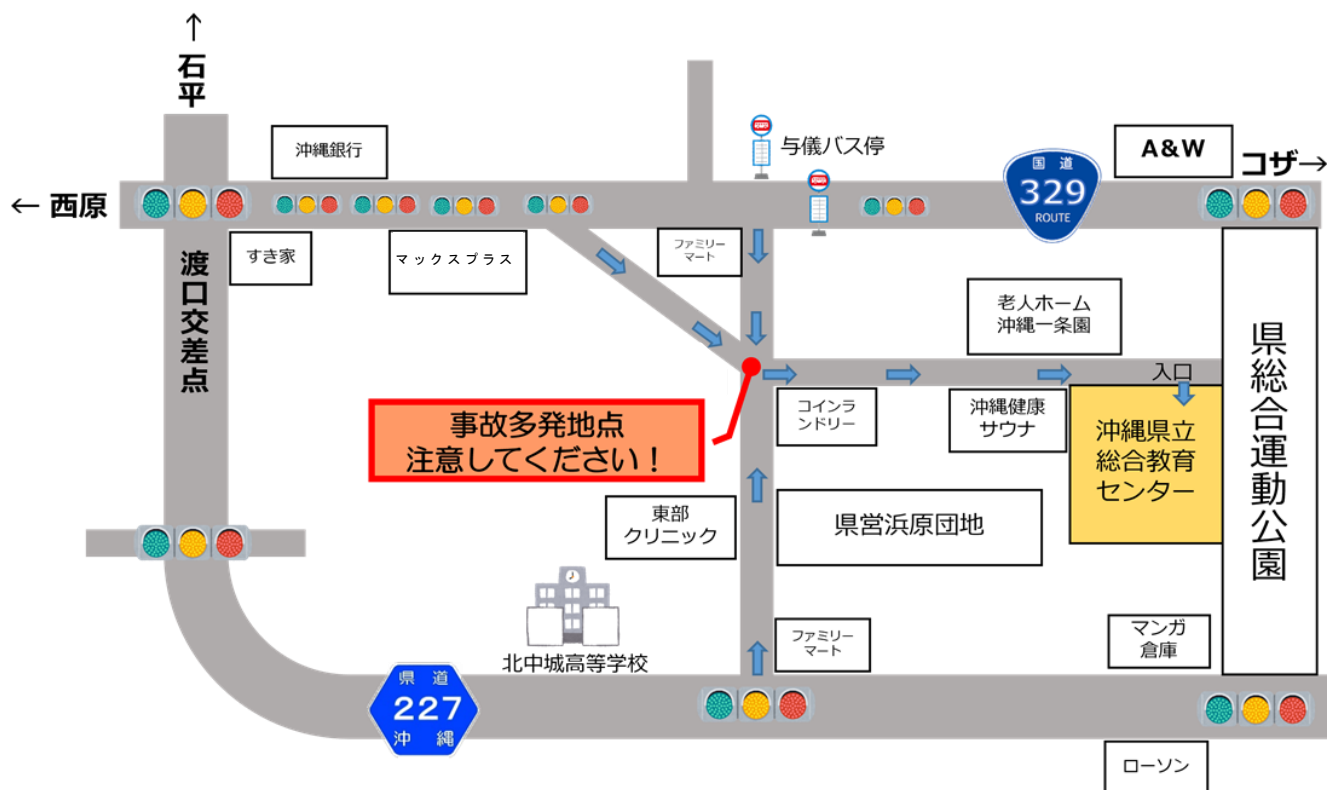 ↑
石平
沖縄銀行
与儀バス停
国道
329
ROUTE
A&W
コザ→
← 西原
すき家
マックスプラス
ファミリー
マート
渡口交差点
老人ホーム
沖縄一条園
県総合運動公園
入口
事故多発地点
注意してください！
コインラ
ンドリー
沖縄健康
サウナ
沖縄県立
総合教育
センター
東部
クリニック
県営浜原団地
北中城高等学校
ファミリー
マート
マンガ
倉庫
県道
227
沖縄
ローソン